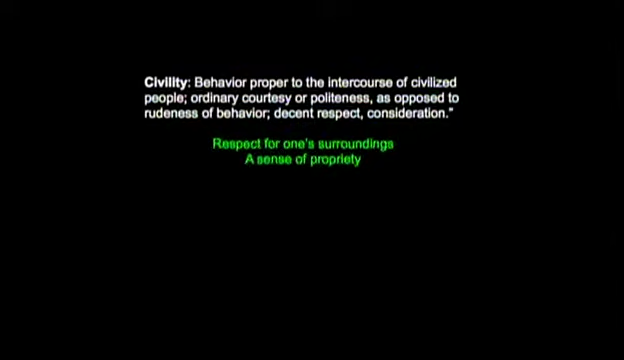 Civility: Behavior proper to the intercourse of civilized
people; ordinary courtesy or politeness, as opposed to
rudeness of behavior; decent respect, consideration."
Respect for one's surroundings
A sense of propriety